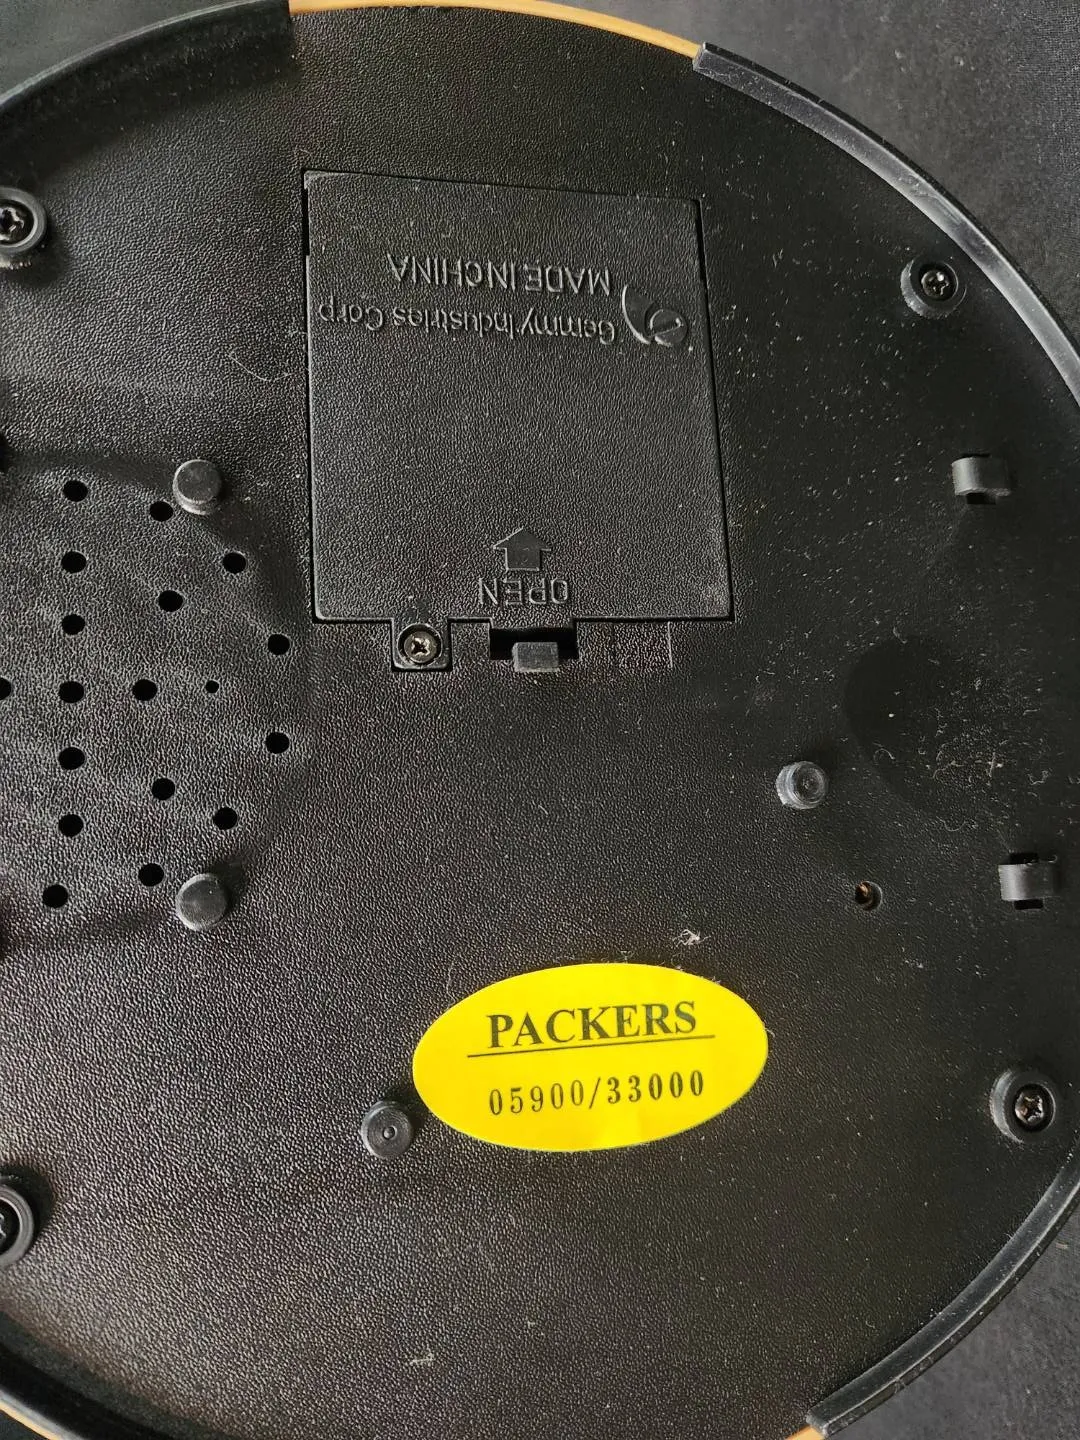 Gemmy Industries Corp
MADE IN CHINA
OPEN
PACKERS
05900/33000